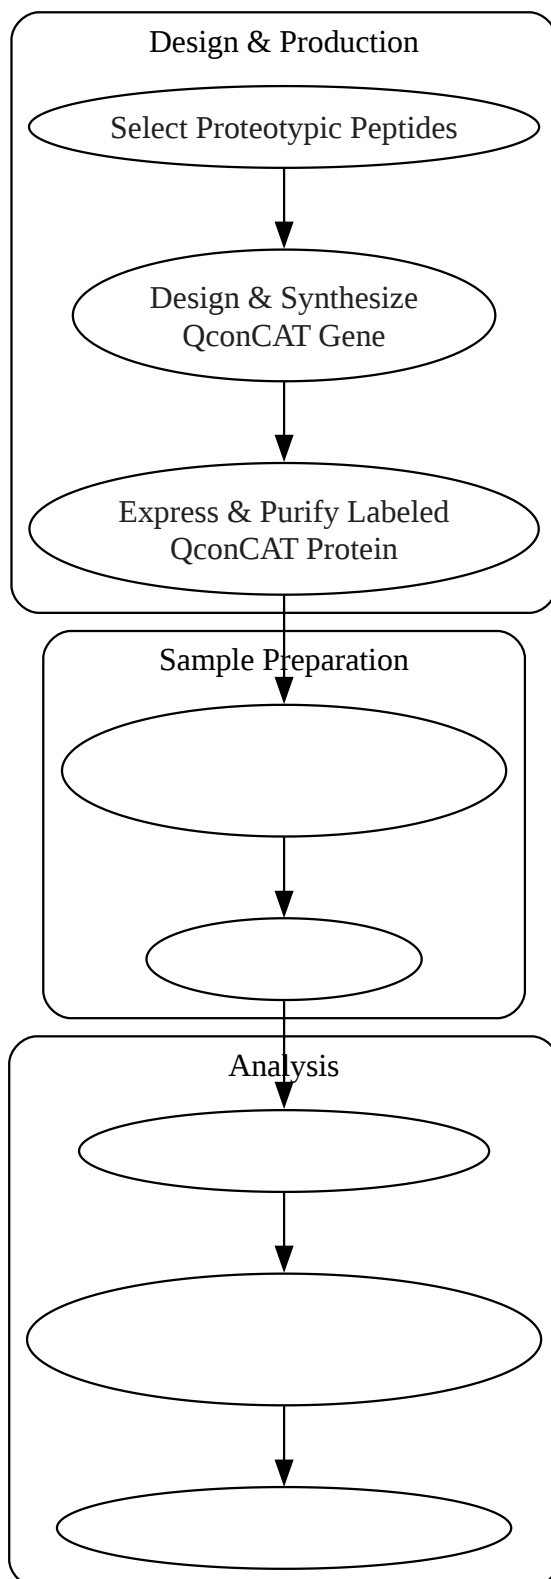 Design & Production
Select Proteotypic Peptides
Design & Synthesize
QconCAT Gene
Express & Purify Labeled
QconCAT Protein
Sample Preparation
Analysis